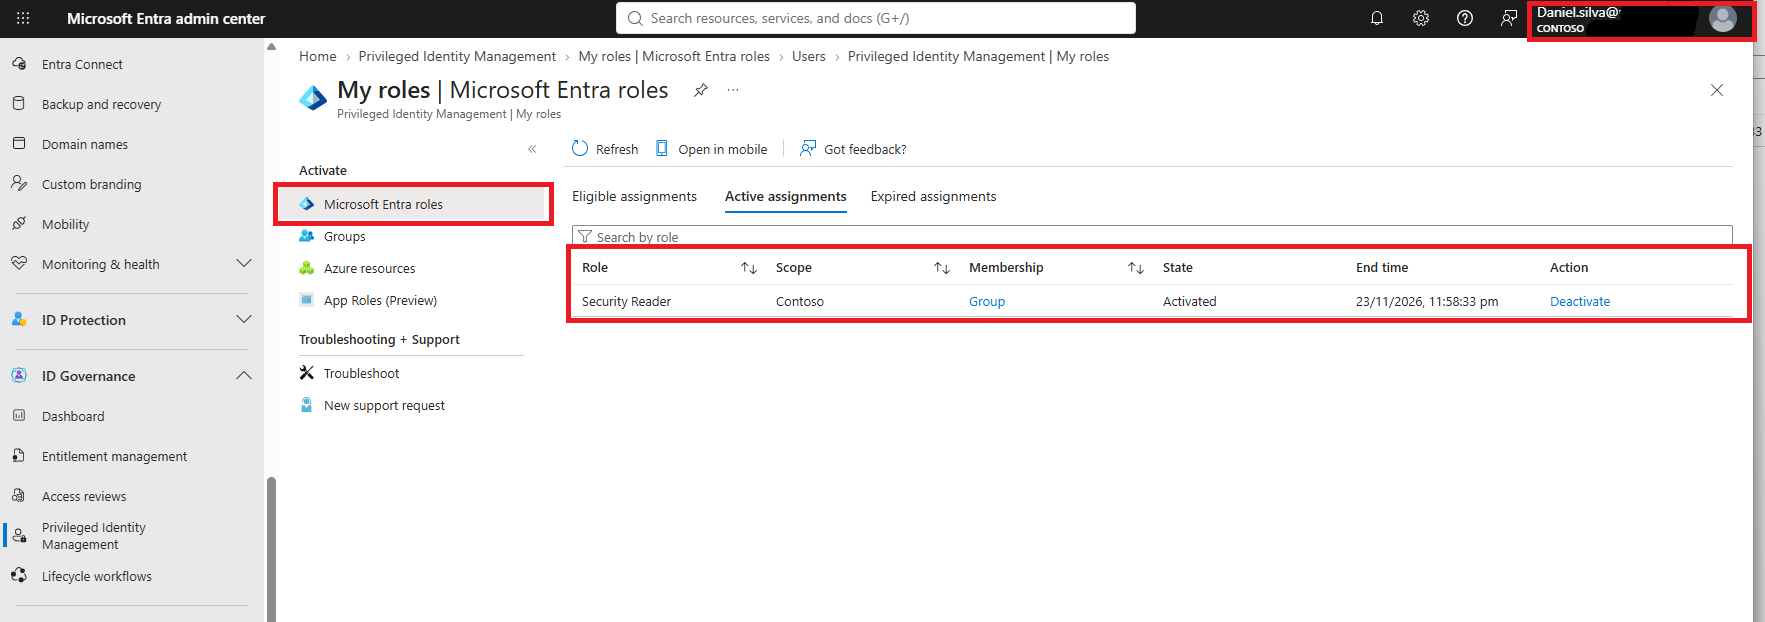 Microsoft Entra admin center
Search resources, services, and docs (G+/)
Daniel.silva@
CONTOSO
Entra Connect
Backup and recovery
Domain names
Custom branding
Mobility
Monitoring & health
ID Protection
ID Governance
Dashboard
Entitlement management
Access reviews
Privileged Identity
Management
Lifecycle workflows
Home > Privileged Identity Management > My roles | Microsoft Entra roles > Users > Privileged Identity Management | My roles
My roles | Microsoft Entra roles
Privileged Identity Management | My roles
Activate
Microsoft Entra roles
Groups
Azure resources
App Roles (Preview)
Troubleshooting + Support
Troubleshoot
New support request
Refresh Open in mobile Got feedback?
Eligible assignments Active assignments Expired assignments
Search by role
Role Scope Membership State End time Action
Security Reader Contoso Group Activated 23/11/2026, 11:58:33 pm Deactivate